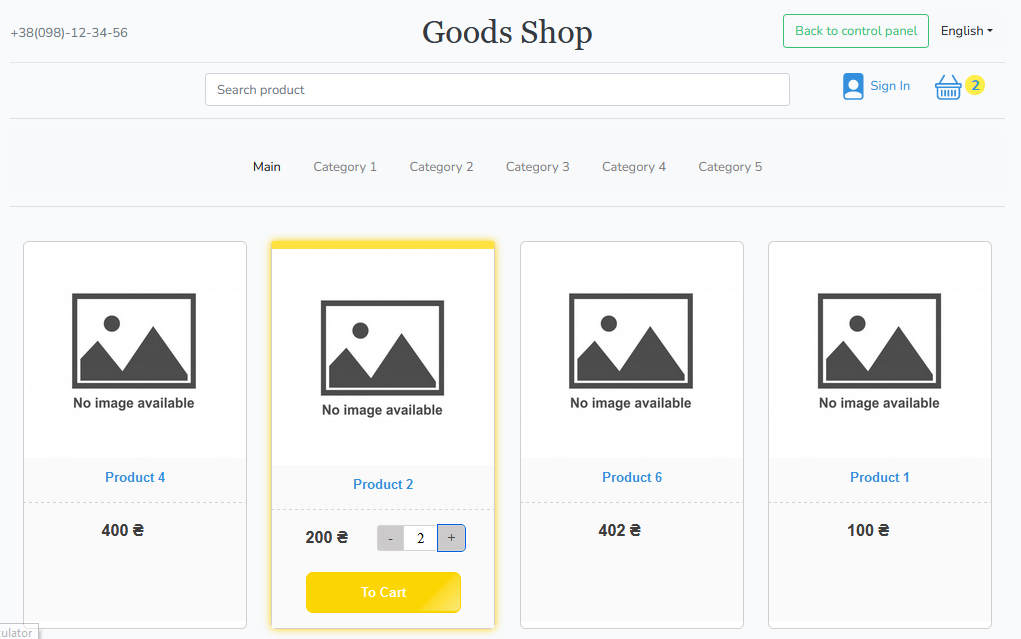 +38(098)-12-34-56
Goods Shop
Back to control panel
English
Search product
Sign In
2
Main Category 1 Category 2 Category 3 Category 4 Category 5
No image available
Product 4
400 ₴
No image available
Product 2
200 ₴ - 2 +
To Cart
No image available
Product 6
402 ₴
No image available
Product 1
100 ₴